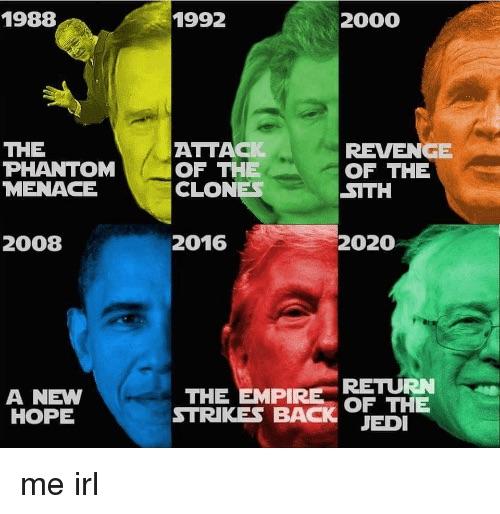 1988
THE
PHANTOM
MENACE
1992
ATTACK
OF THE
CLONES
2000
REVENGE
OF THE
SITH
2008
A NEW
HOPE
2016
THE EMPIRE
STRIKES BACK
2020
RETURN
OF THE
JEDI
me irl